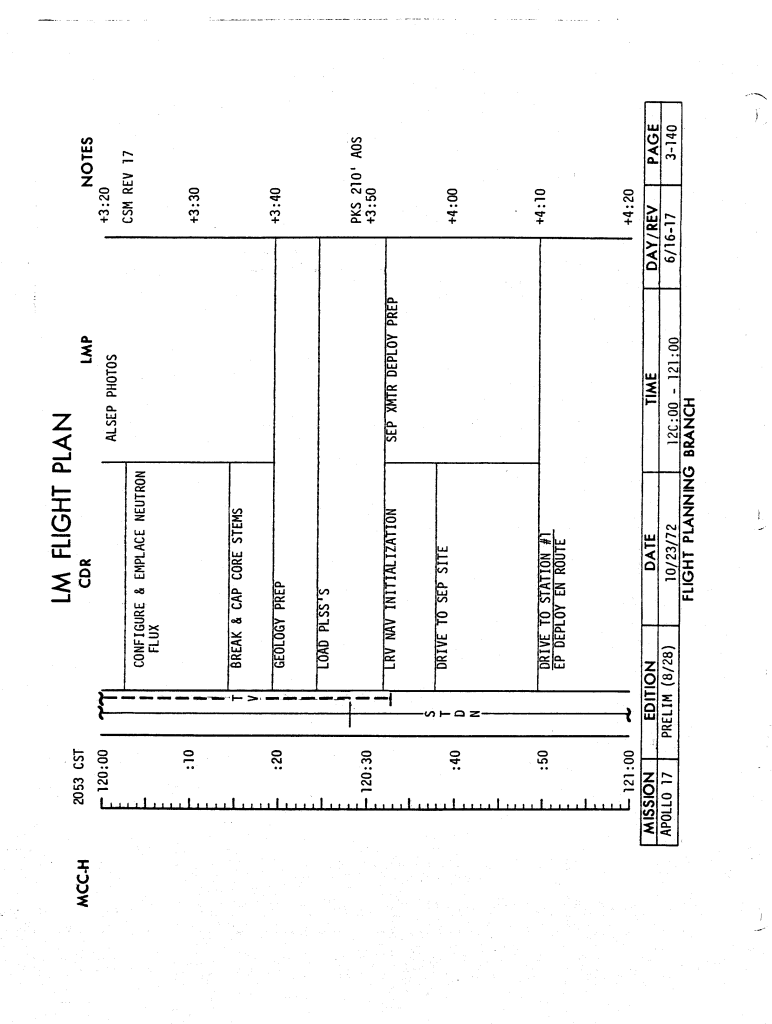 LM FLIGHT PLAN
MCC-H
2053 CST
CDR
LMP
NOTES
120:00
ALSEP PHOTOS
+3:20
CSM REV 17
CONFIGURE & EMPLACE NEUTRON
FLUX
:10
+3:30
BREAK & CAP CORE STEMS
T V
:20
GEOLOGY PREP
+3:40
LOAD PLSS'S
PKS 210' AOS
120:30
+3:50
LRV NAV INITIALIZATION
SEP XMTR DEPLOY PREP
S T D N
DRIVE TO SEP SITE
:40
+4:00
:50
DRIVE TO STATION #1
EP DEPLOY EN ROUTE
+4:10
121:00
+4:20
MISSION EDITION DATE TIME DAY/REV PAGE
APOLLO 17 PRELIM (8/28) 10/23/72 12C:00 - 121:00 6/16-17 3-140
FLIGHT PLANNING BRANCH